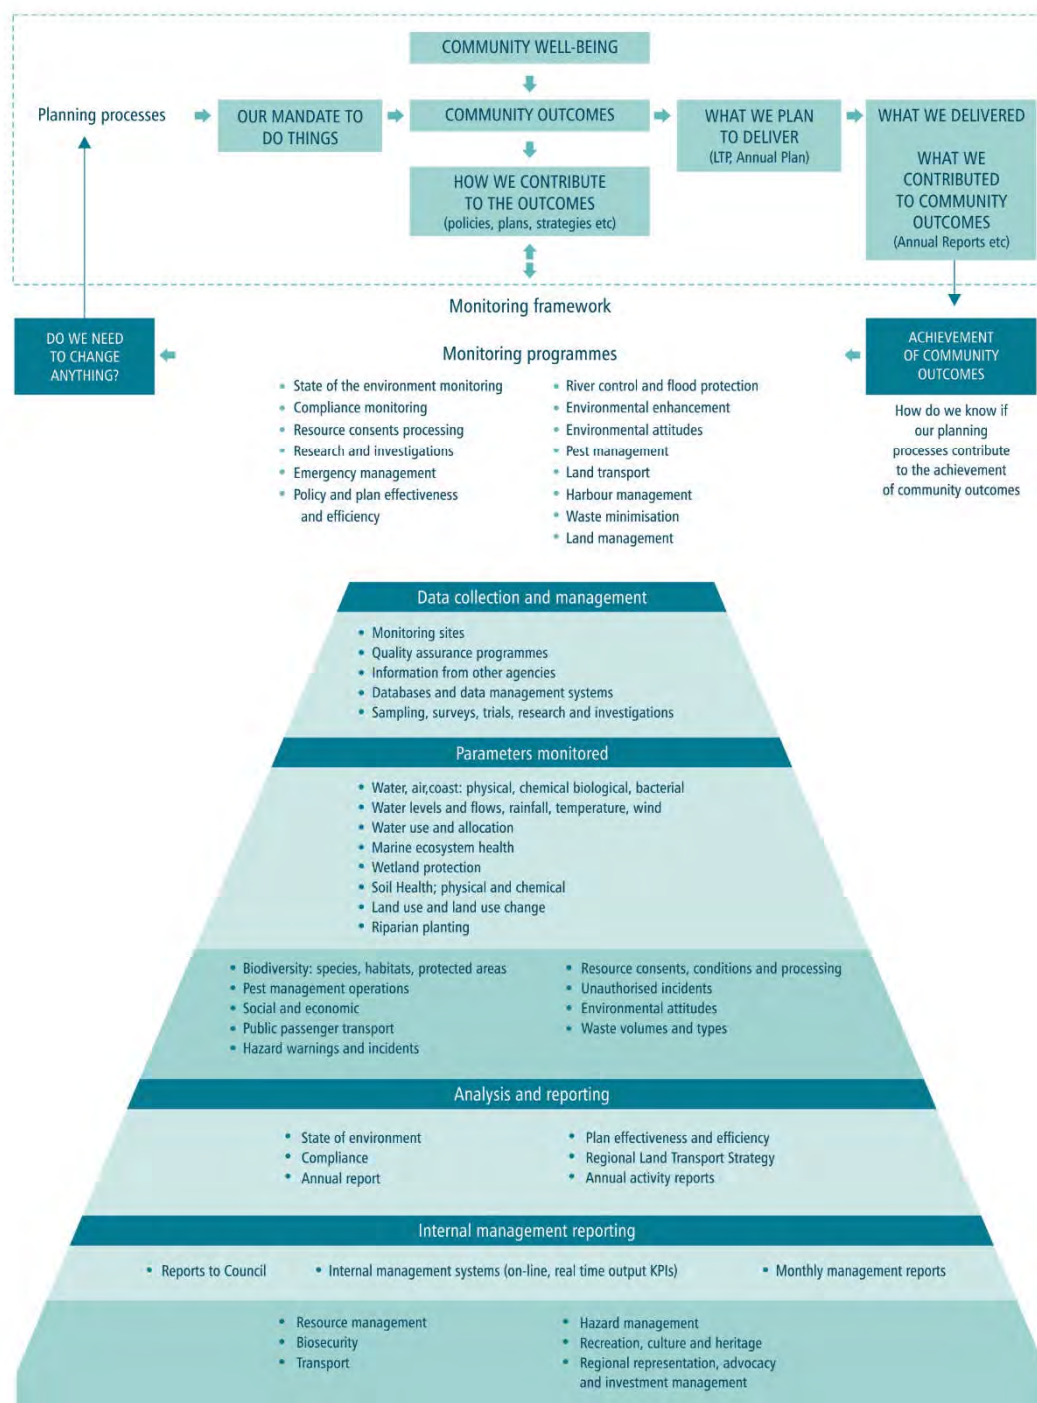 COMMUNITY WELL-BEING
Planning processes
OUR MANDATE TO
DO THINGS
COMMUNITY OUTCOMES
WHAT WE PLAN
TO DELIVER
(LTP, Annual Plan)
WHAT WE DELIVERED
WHAT WE
CONTRIBUTED
TO COMMUNITY
OUTCOMES
(Annual Reports etc)
HOW WE CONTRIBUTE
TO THE OUTCOMES
(policies, plans, strategies etc)
Monitoring framework
DO WE NEED
TO CHANGE
ANYTHING?
Monitoring programmes
• State of the environment monitoring
• Compliance monitoring
• Resource consents processing
• Research and investigations
• Emergency management
• Policy and plan effectiveness
and efficiency
• River control and flood protection
• Environmental enhancement
• Environmental attitudes
• Pest management
• Land transport
• Harbour management
• Waste minimisation
• Land management
ACHIEVEMENT
OF COMMUNITY
OUTCOMES
How do we know if
our planning
processes contribute
to the achievement
of community outcomes
Data collection and management
• Monitoring sites
• Quality assurance programmes
• Information from other agencies
• Databases and data management systems
• Sampling, surveys, trials, research and investigations
Parameters monitored
• Water, air,coast: physical, chemical biological, bacterial
• Water levels and flows, rainfall, temperature, wind
• Water use and allocation
• Marine ecosystem health
• Wetland protection
• Soil Health; physical and chemical
• Land use and land use change
• Riparian planting
• Biodiversity: species, habitats, protected areas
• Pest management operations
• Social and economic
• Public passenger transport
• Hazard warnings and incidents
• Resource consents, conditions and processing
• Unauthorised incidents
• Environmental attitudes
• Waste volumes and types
Analysis and reporting
• State of environment
• Compliance
• Annual report
• Plan effectiveness and efficiency
• Regional Land Transport Strategy
• Annual activity reports
Internal management reporting
• Reports to Council
• Internal management systems (on-line, real time output KPIs)
• Monthly management reports
• Resource management
• Biosecurity
• Transport
• Hazard management
• Recreation, culture and heritage
• Regional representation, advocacy
and investment management